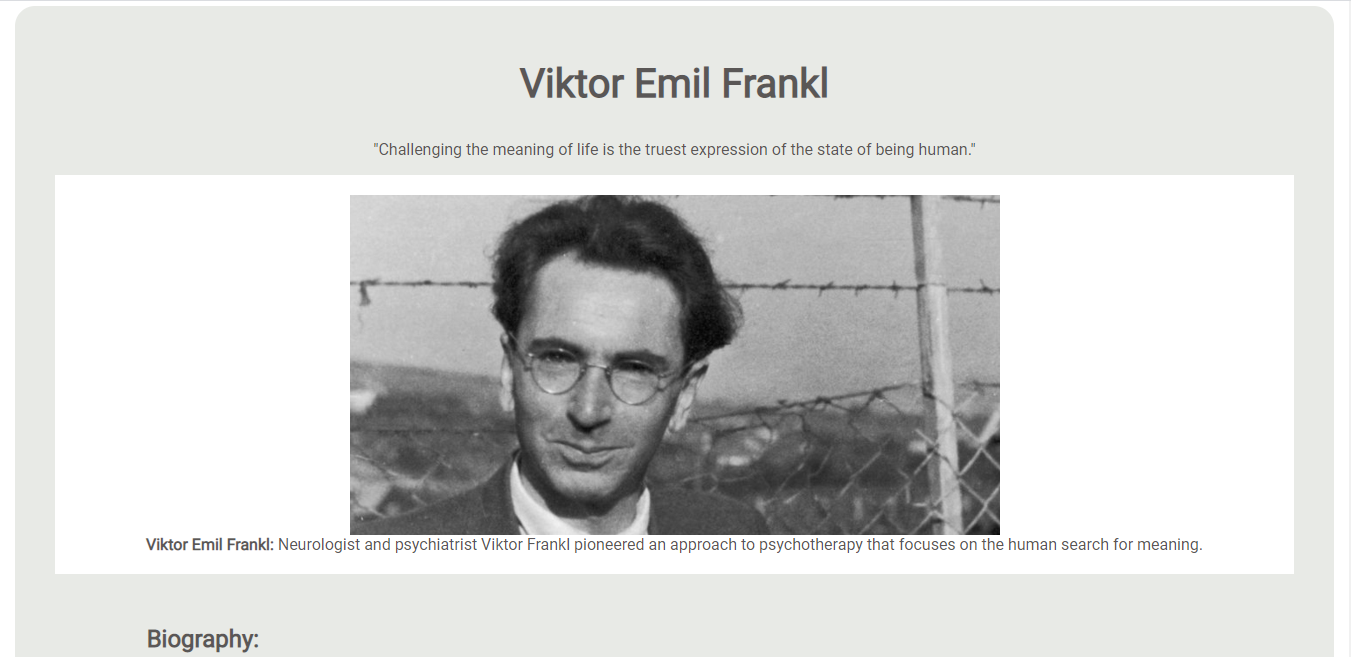 Viktor Emil Frankl
"Challenging the meaning of life is the truest expression of the state of being human."
Viktor Emil Frankl: Neurologist and psychiatrist Viktor Frankl pioneered an approach to psychotherapy that focuses on the human search for meaning.
Biography: